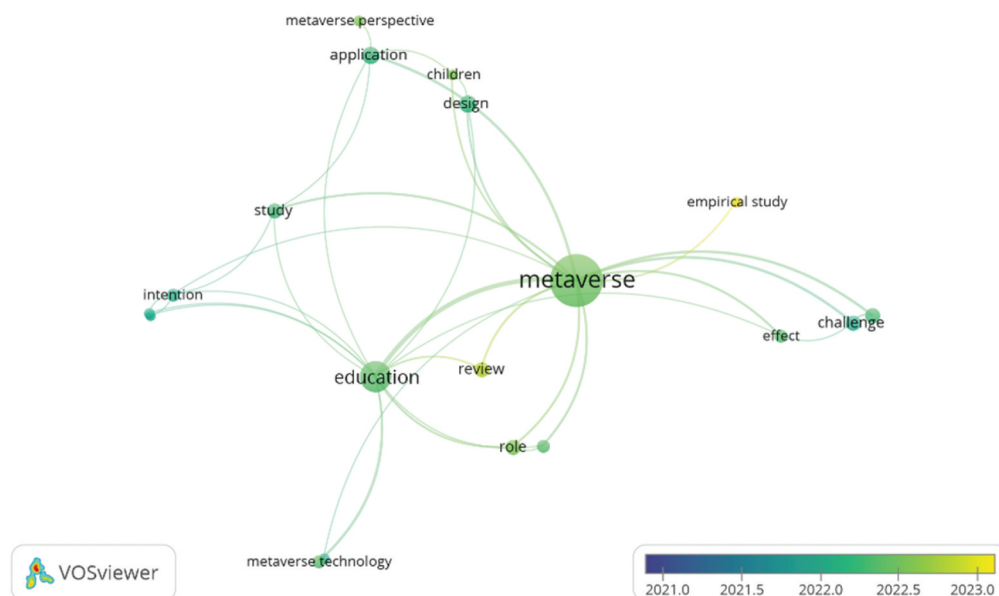 metaverse perspective
application
children
design
empirical study
study
metaverse
intention
challenge
effect
review
education
role
metaverse technology
VOSviewer
2021.0 2021.5 2022.0 2022.5 2023.0